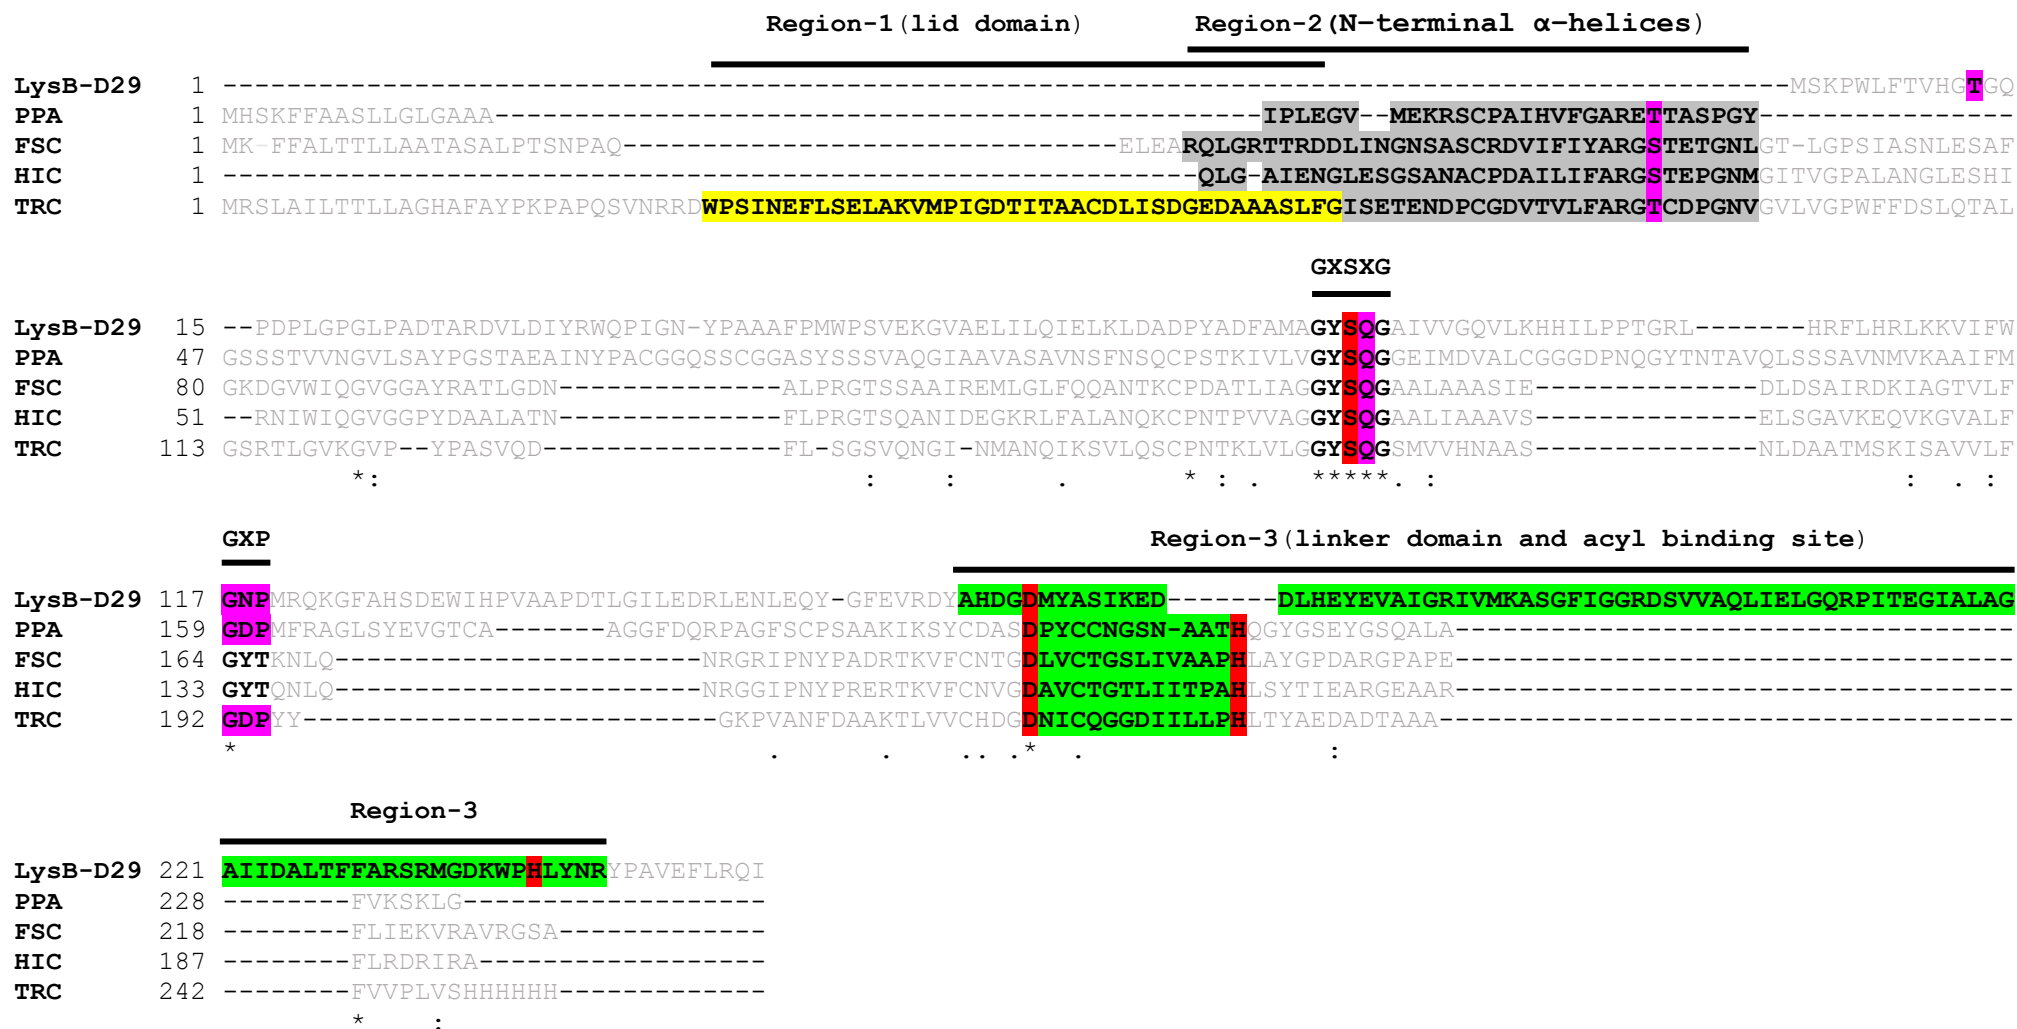 Region-1(lid domain) Region-2(N-terminal α-helices)
LysB-D29 1 --------------------------------------------------------------------------------------------------MSKPWLFTVHGTGQ
PPA 1 MHSKFFAASLLGLGAAA------------------------------------------------IPLEGV--MEKRSCPAIHVFGARETTASPGY----------------
FSC 1 MK-FFALTTLLAATASALPTSNPAQ-------------------------------ELEARQLGRTTRDDLINGNSASCRDVIFIYARGSTETGNLGT-LGPSIASNLESAF
HIC 1 -------------------------------------------------------------QLG-AIENGLESGSANACPDAILIFARGSTEPGNMGITVGPALANGLESHI
TRC 1 MRSLAILTTLLAGHAFAYPKPAPQSVNRRDWPSINEFLSELAKVMPIGDTITAACDLISDGEDAAASLFGISETENDPCGDVTVLFARGTCDPGNVGVLVGPWFFDSLQTAL
GXSXG
LysB-D29 15 --PDPLGPGLPADTARDVLDIYRWQPIGN-YPAAAFPMWPSVEKGVAELILQIELKLDADPYADFAMAGYSQGAIVVGQVLKHHILPPTGRL-------HRFLHRLKKVIFW
PPA 47 GSSSTVVNGVLSAYPGSTAEAINYPACGGQSSCGGASYSSSVAQGIAAVASAVNSFNSQCPSTKIVLVGYSQGGEIMDVALCGGGDPNQGYTNTAVQLSSSAVNMVKAAIFM
FSC 80 GKDGVWIQGVGGAYRATLGDN--------------ALPRGTSSAAIREMLGLFQQANTKCPDATLIAGGYSQGAALAAASIE--------------DLDSAIRDKIAGTVLF
HIC 51 --RNIWIQGVGGPYDAALATN--------------FLPRGTSQANIDEGKRLFALANQKCPNTPVVAGGYSQGAALIAAAVS--------------ELSGAVKEQVKGVALF
TRC 113 GSRTLGVKGVP--YPASVQD---------------FL-SGSVQNGI-NMANQIKSVLQSCPNTKLVLGGYSQGSMVVHNAAS--------------NLDAATMSKISAVVLF
*: : : . * : . *****. : : . :
GXP Region-3(linker domain and acyl binding site)
LysB-D29 117 GNPMRQKGFAHSDEWIHPVAAPDTLGILEDRLENLEQY-GFEVRDYAHDGDMYASIKED-------DLHEYEVAIGRIVMKASGFIGGRDSVVAQLIELGQRPITEGIALAG
PPA 159 GDPMFRAGLSYEVGTCA-------AGGFDQRPAGFSCPSAAKIKSYCDASDPYCCNGSN-AATHQGYGSEYGSQALA-----------------------------------
FSC 164 GYTKNLQ-----------------------NRGRIPNYPADRTKVFCNTGDLVCTGSLIVAAPHLAYGPDARGPAPE-----------------------------------
HIC 133 GYTQNLQ-----------------------NRGGIPNYPRERTKVFCNVGDAVCTGTLIITPAHLSYTIEARGEAAR-----------------------------------
TRC 192 GDPYY--------------------------GKPVANFDAAKTLVVCHDGDNICQGGDIILLPHLTYAEDADTAAA------------------------------------
* . . .. .* . :
Region-3
LysB-D29 221 AIIDALTFFARSRMGDKWPHLYNRYPAVEFLRQI
PPA 228 --------FVKSKLG-------------------
FSC 218 --------FLIEKVRAVRGSA-------------
HIC 187 --------FLRDRIRA------------------
TRC 242 --------FVVPLVSHHHHHH-------------
* :